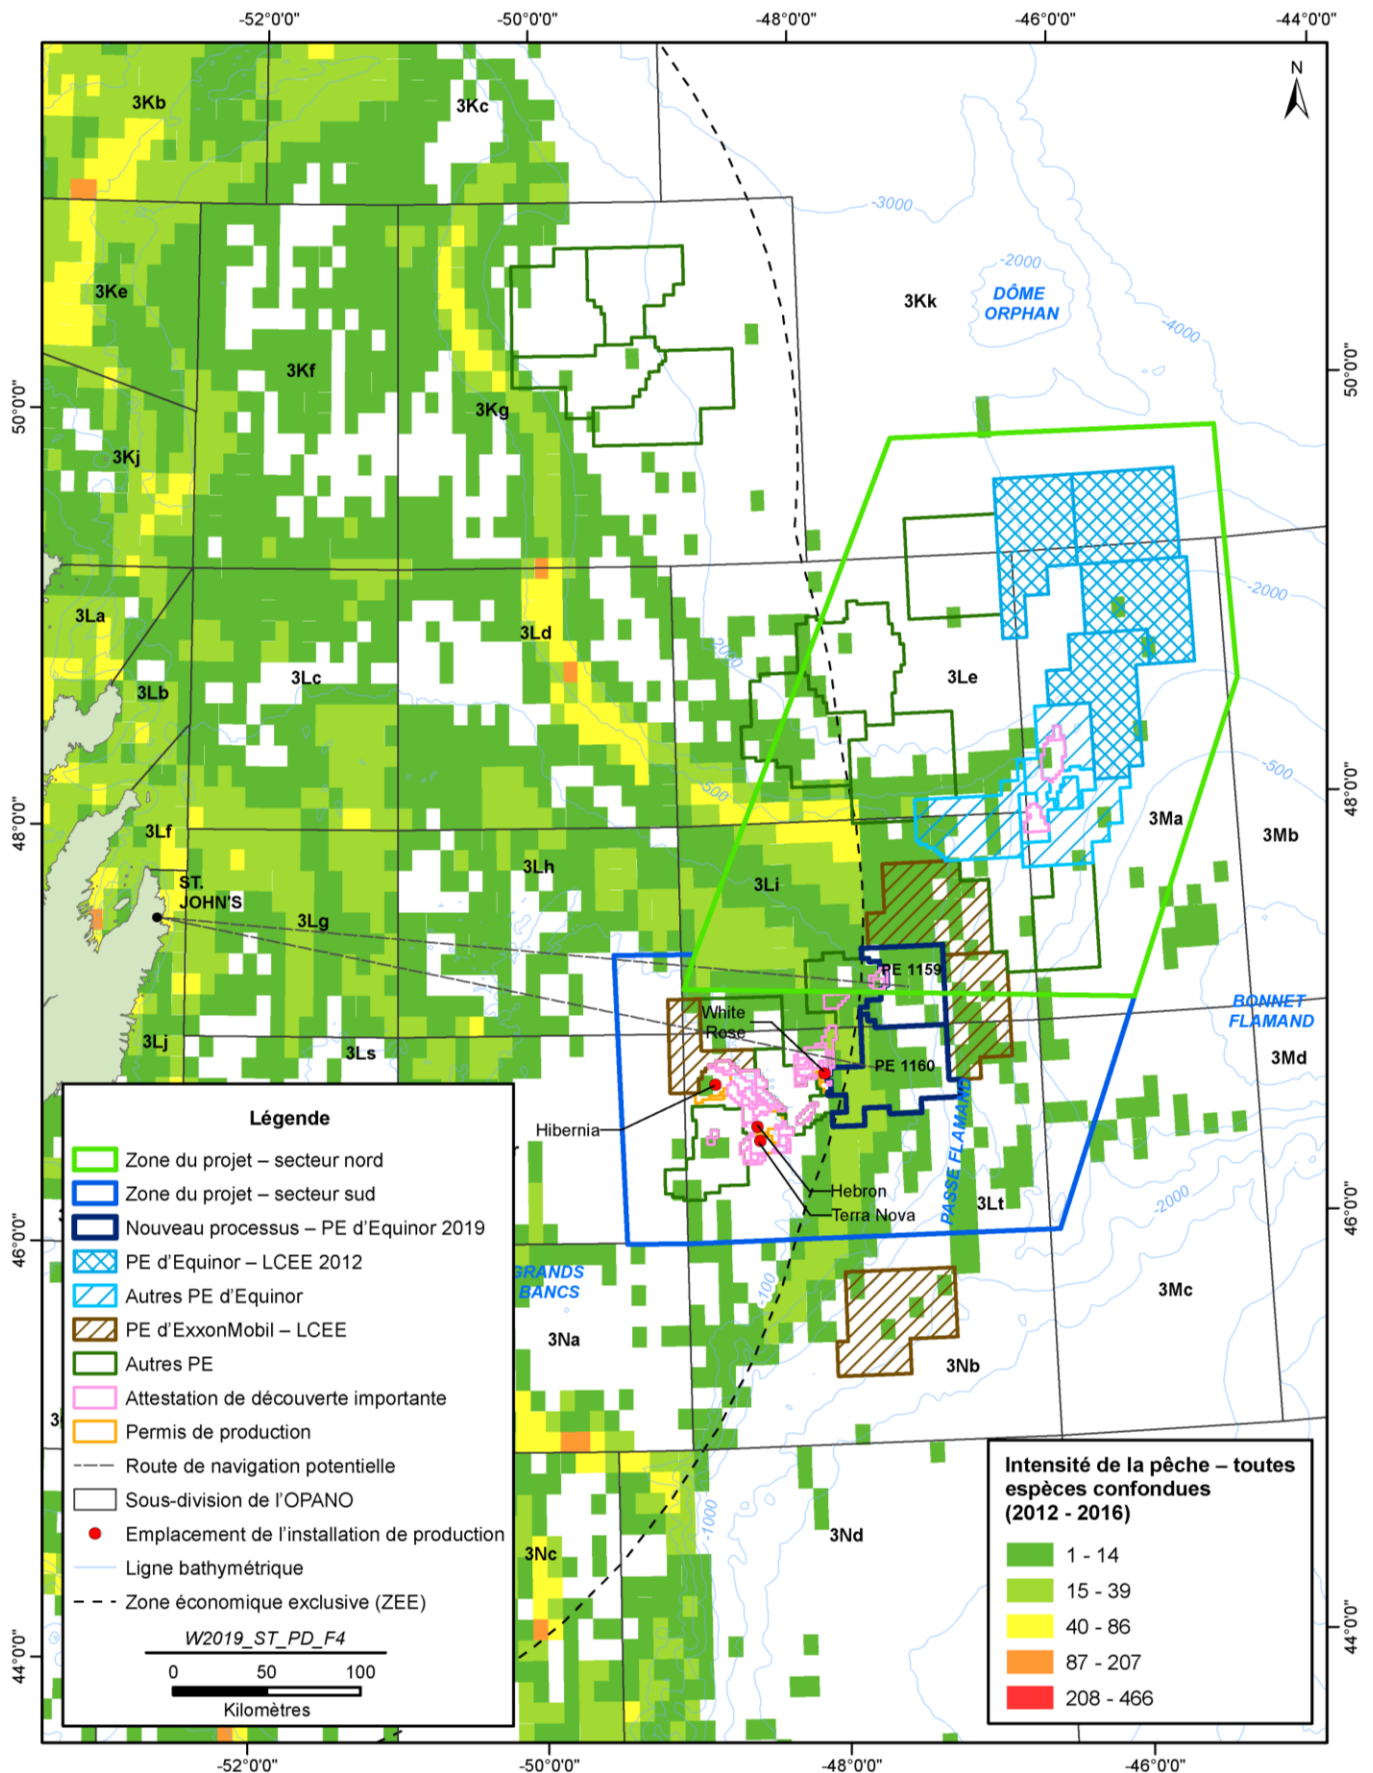 -52°0'0"
-50°0'0"
-48°0'0"
-46°0'0"
-44°0'0"
N
3Kb
3Kc
-3000
-2000
DÔME
ORPHAN
3Kk
-4000
3Ke
3Kf
50°0'0"
50°0'0"
3Kg
3Kj
3La
3Ld
-2000
-2000
3Lb
3Lc
3Le
-500
-500
48°0'0"
48°0'0"
3Lf
3Ma
3Mb
3Lh
3Li
ST.
JOHN'S
3Lg
PE 1159
White
Rose
BONNET
FLAMAND
3Lj
3Ls
3Md
PE 1160
Hibernia
PASSE FLAMAND
Hebron
Terra Nova
3Lt
-2000
46°0'0"
46°0'0"
GRANDS
BANCS
-100
3Mc
3Na
3Nb
-1000
3Nd
3Nc
44°0'0"
44°0'0"
Légende
Zone du projet – secteur nord
Zone du projet – secteur sud
Nouveau processus – PE d'Equinor 2019
PE d'Equinor – LCEE 2012
Autres PE d'Equinor
PE d'ExxonMobil – LCEE
Autres PE
Attestation de découverte importante
Permis de production
Route de navigation potentielle
Sous-division de l'OPANO
Emplacement de l'installation de production
Ligne bathymétrique
Zone économique exclusive (ZEE)
W2019_ST_PD_F4
0 50 100
Kilomètres
Intensité de la pêche – toutes
espèces confondues
(2012 - 2016)
1 - 14
15 - 39
40 - 86
87 - 207
208 - 466
-52°0'0"
-50°0'0"
-48°0'0"
-46°0'0"